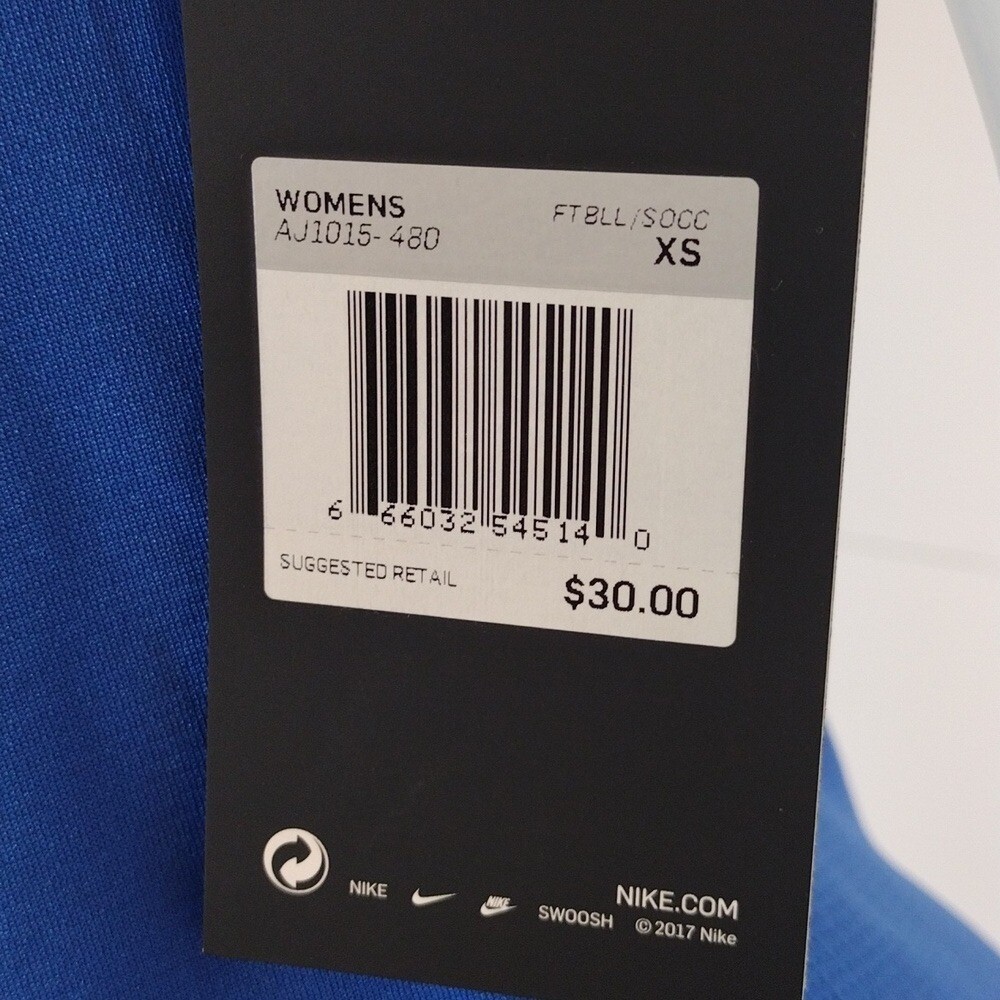 WOMENS
AJ1015-480
FTBLL/SOCC
XS
6 66032 54514 0
SUGGESTED RETAIL
$30.00
NIKE
NIKE
SWOOSH
NIKE.COM
© 2017 Nike